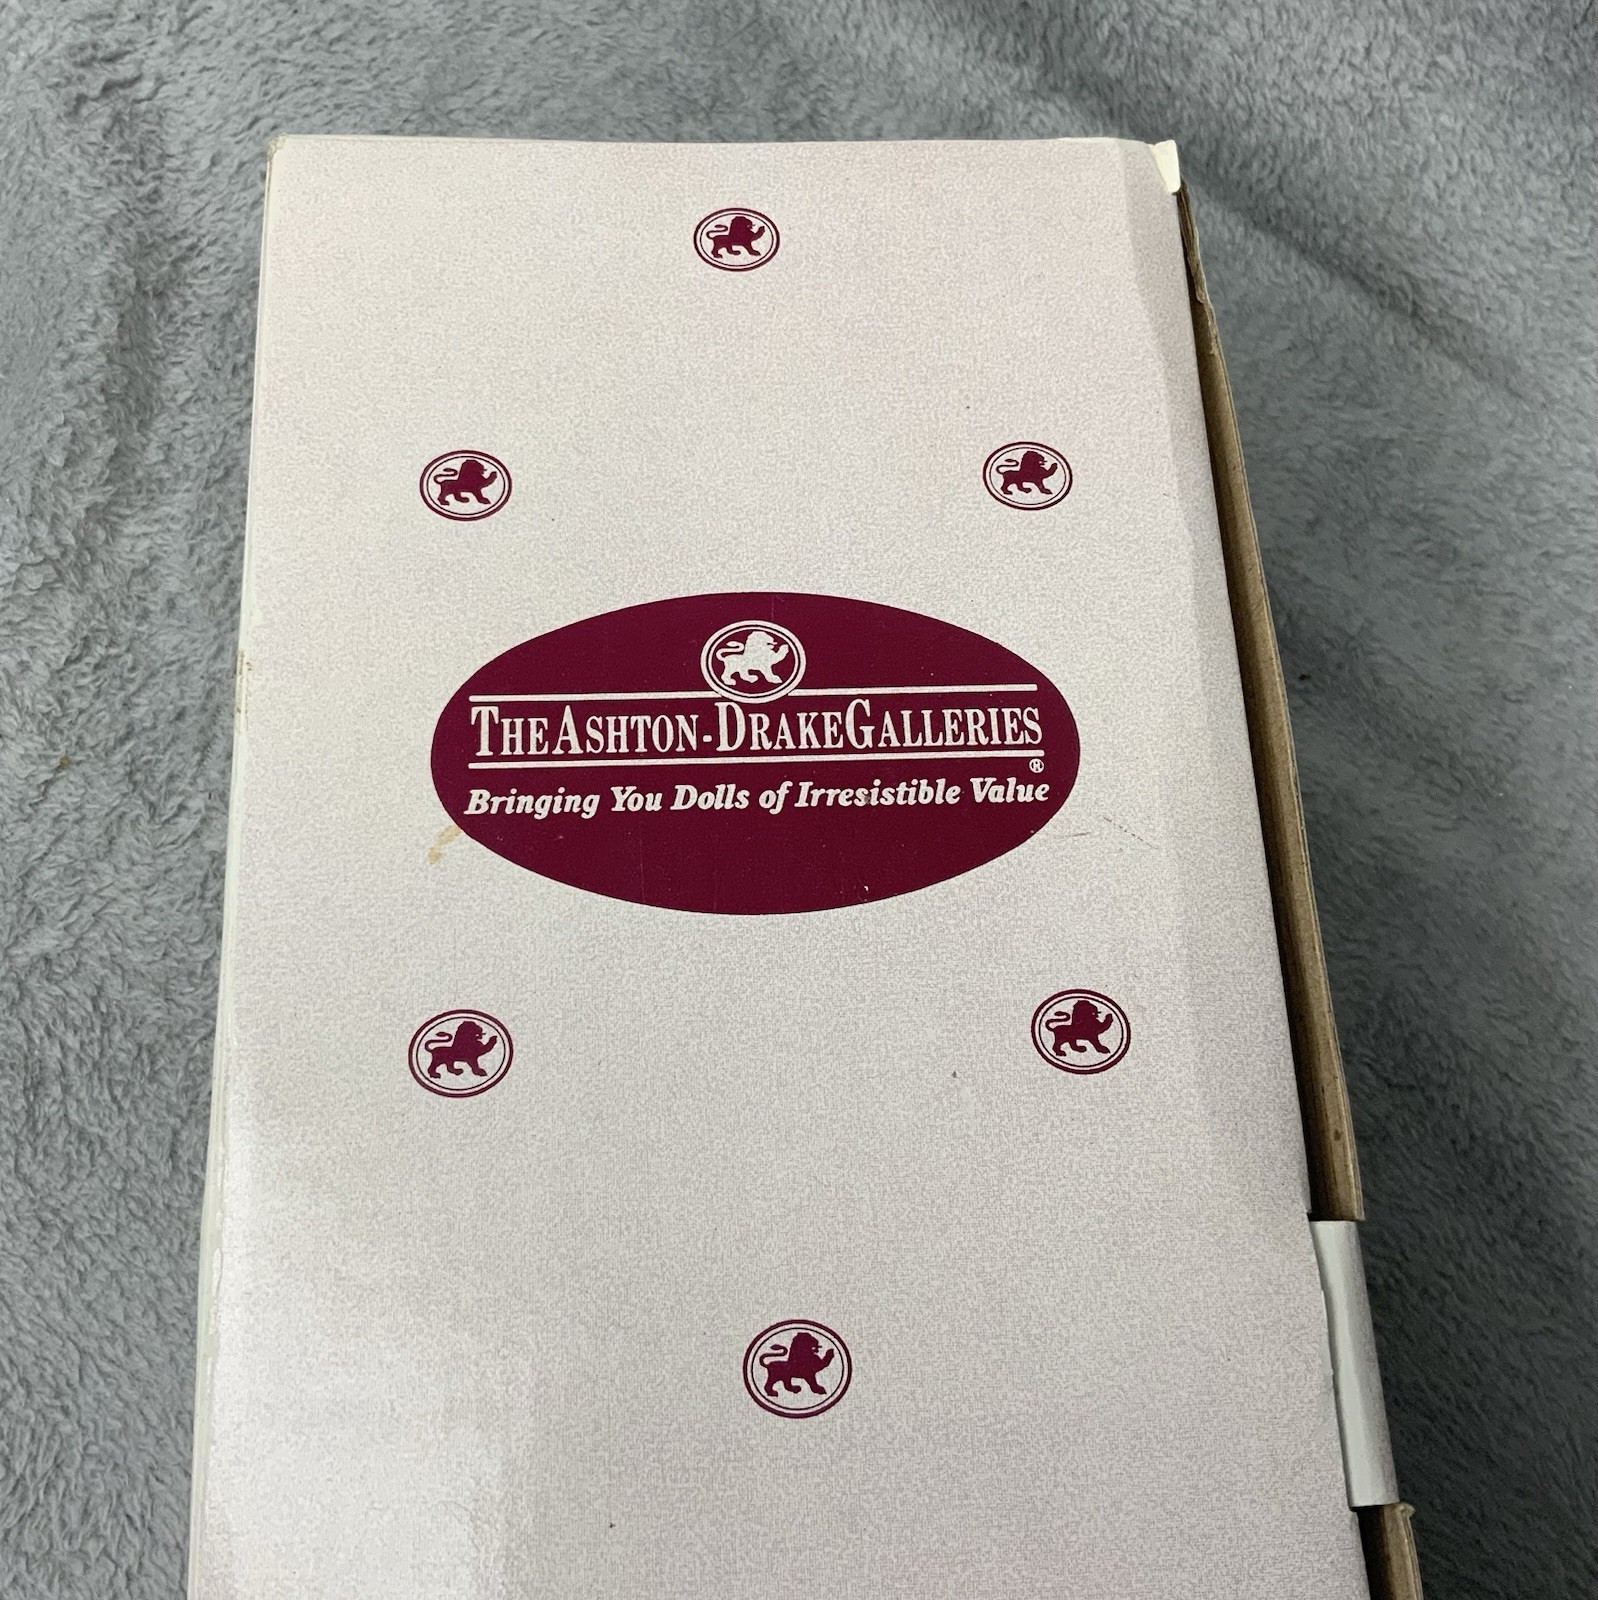 The Ashton-Drake Galleries
®
Bringing You Dolls of Irresistible Value